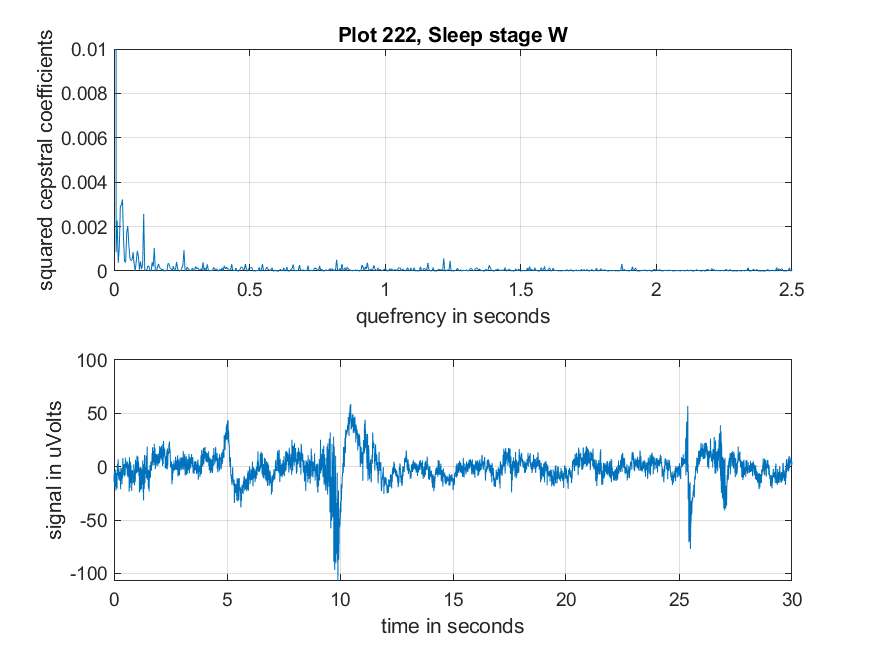 Plot 222, Sleep stage W
squared cepstral coefficients
0.01
0.008
0.006
0.004
0.002
0
0 0.5 1 1.5 2 2.5
quefrency in seconds
signal in uVolts
100
50
0
-50
-100
0 5 10 15 20 25 30
time in seconds